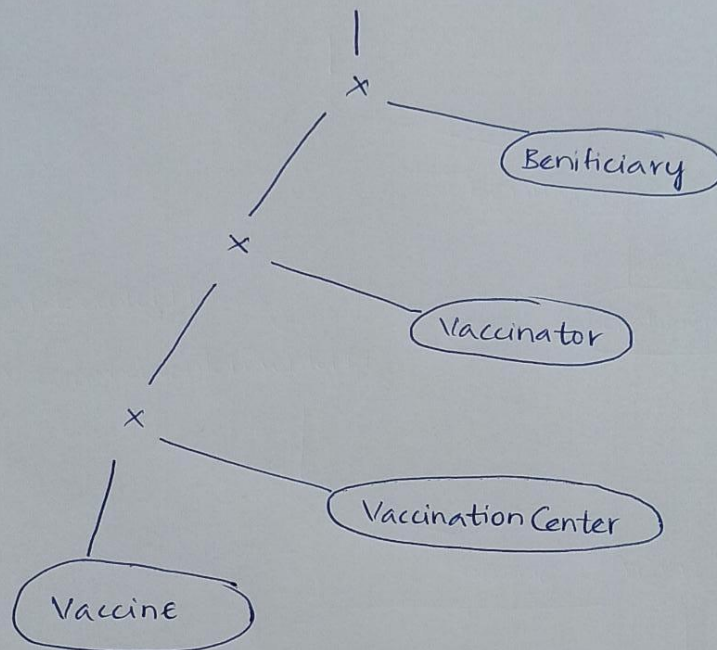 ×
Benificiary
×
Vaccinator
×
Vaccination Center
Vaccine